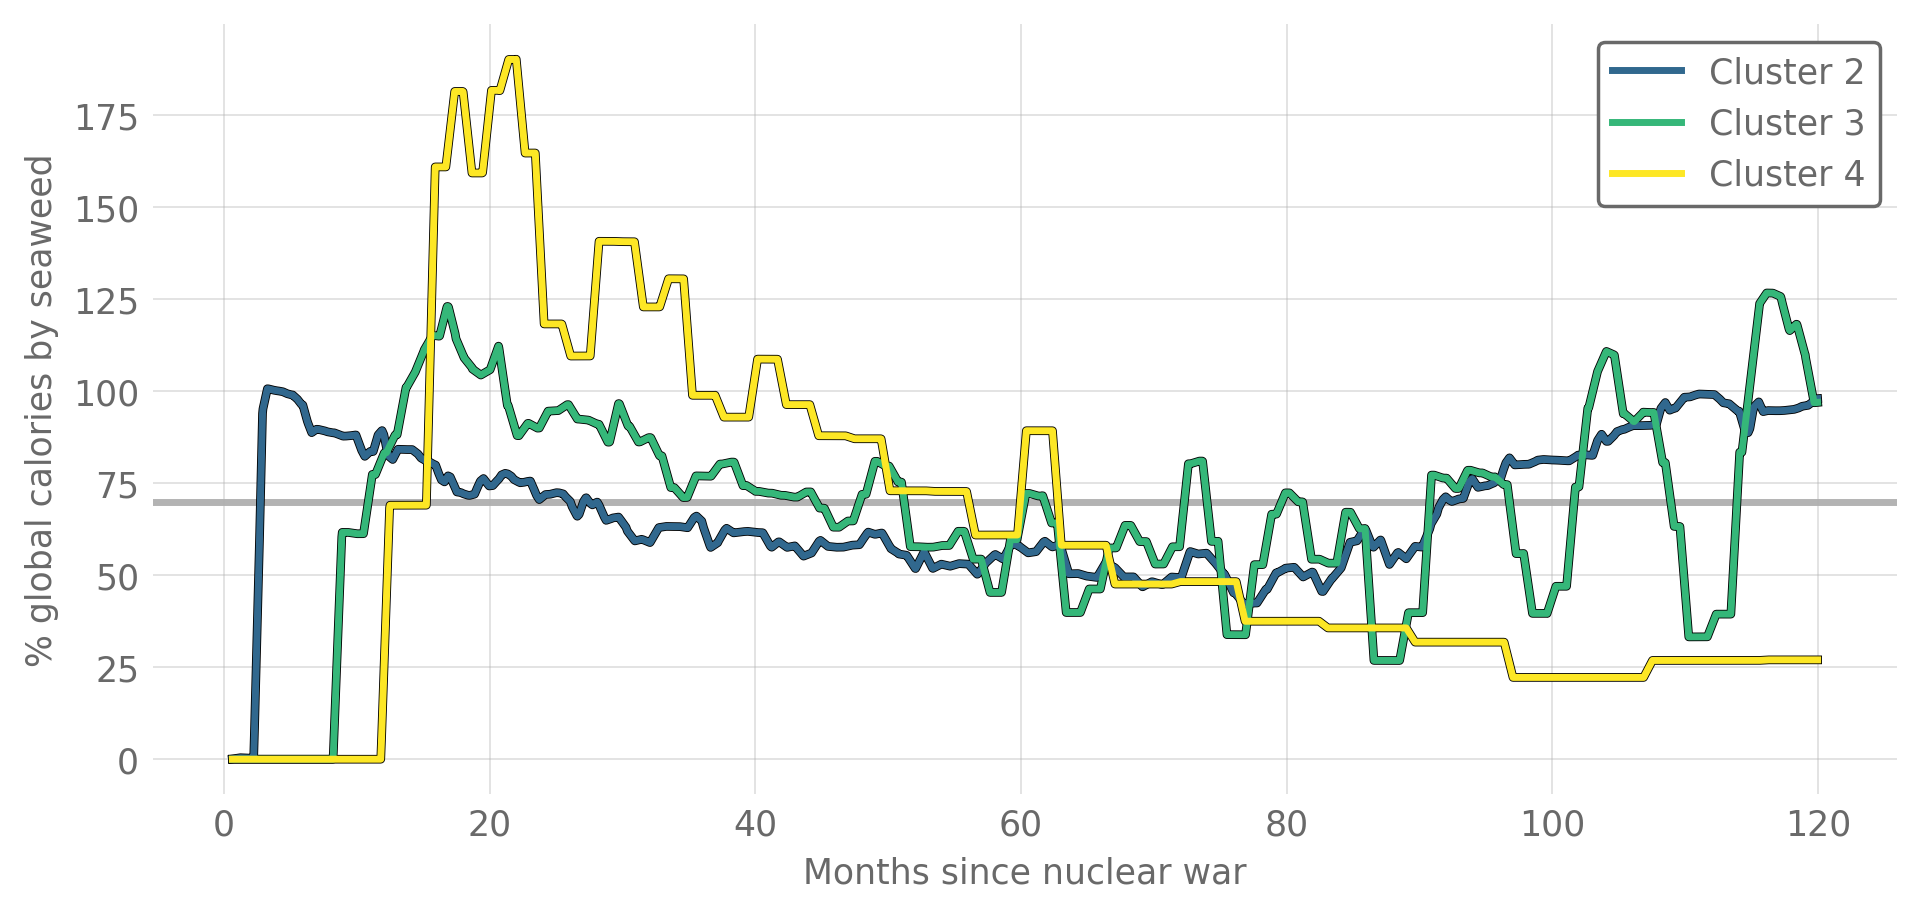 Cluster 2
Cluster 3
Cluster 4
% global calories by seaweed
175
150
125
100
75
50
25
0
0 20 40 60 80 100 120
Months since nuclear war